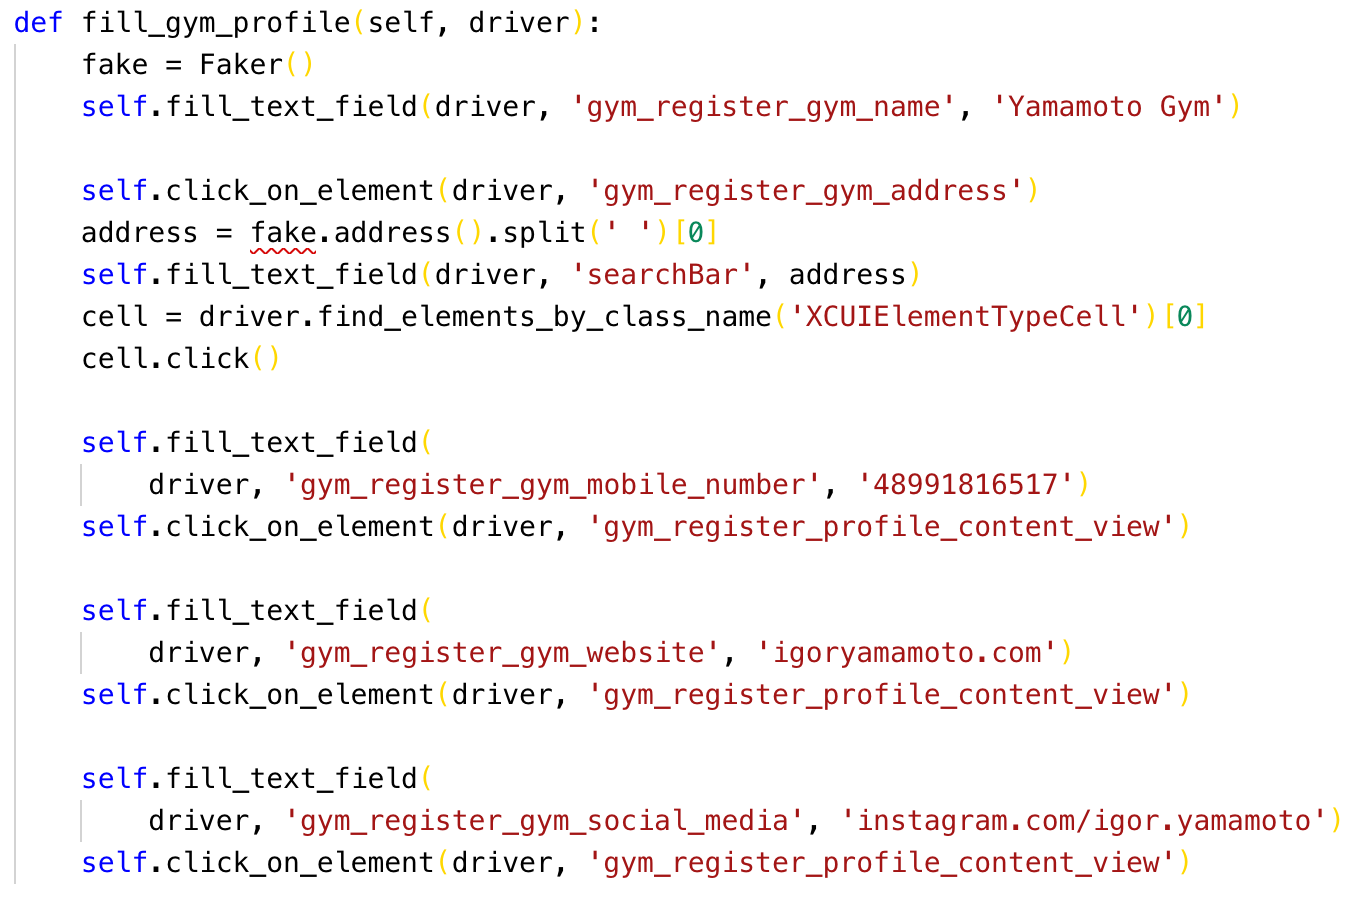 def fill_gym_profile(self, driver):
    fake = Faker()
    self.fill_text_field(driver, 'gym_register_gym_name', 'Yamamoto Gym')

    self.click_on_element(driver, 'gym_register_gym_address')
    address = fake.address().split(' ')[0]
    self.fill_text_field(driver, 'searchBar', address)
    cell = driver.find_elements_by_class_name('XCUIElementTypeCell')[0]
    cell.click()

    self.fill_text_field(
        driver, 'gym_register_gym_mobile_number', '48991816517')
    self.click_on_element(driver, 'gym_register_profile_content_view')

    self.fill_text_field(
        driver, 'gym_register_gym_website', 'igoryamamoto.com')
    self.click_on_element(driver, 'gym_register_profile_content_view')

    self.fill_text_field(
        driver, 'gym_register_gym_social_media', 'instagram.com/igor.yamamoto')
    self.click_on_element(driver, 'gym_register_profile_content_view')